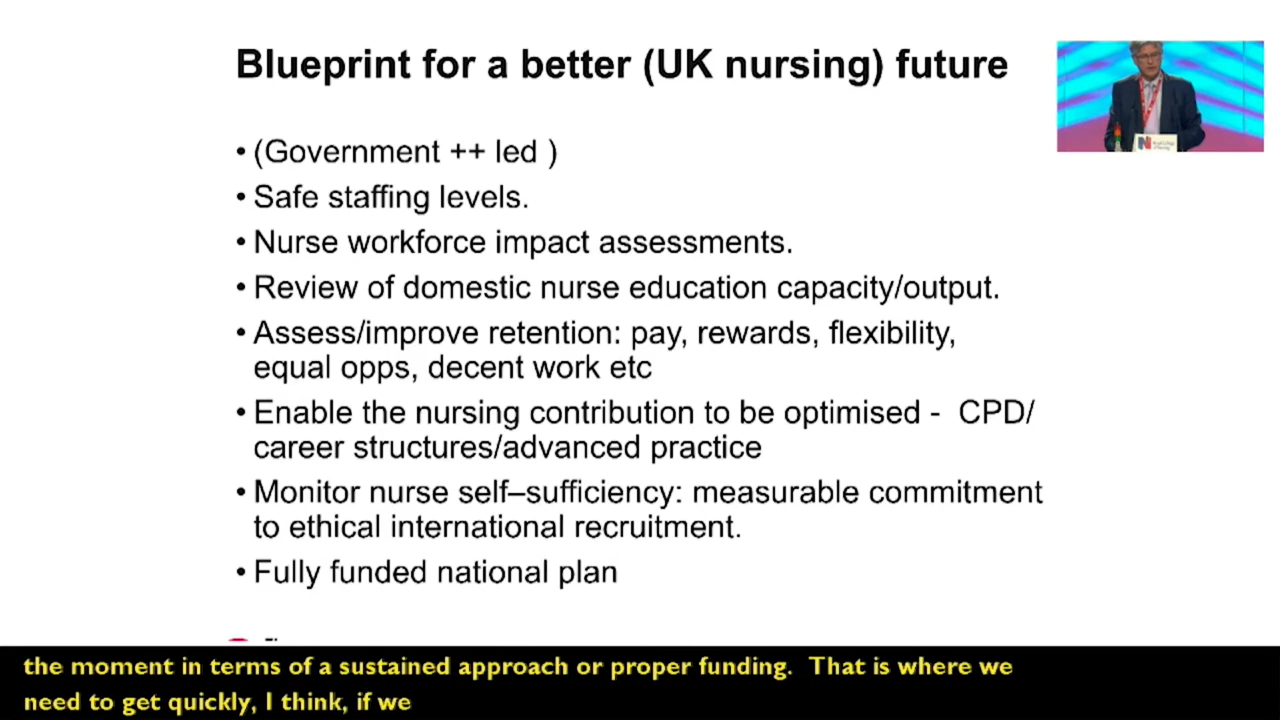 Blueprint for a better (UK nursing) future
• (Government ++ led )
• Safe staffing levels.
• Nurse workforce impact assessments.
• Review of domestic nurse education capacity/output.
• Assess/improve retention: pay, rewards, flexibility,
equal opps, decent work etc
• Enable the nursing contribution to be optimised -  CPD/
career structures/advanced practice
• Monitor nurse self–sufficiency: measurable commitment
to ethical international recruitment.
• Fully funded national plan
the moment in terms of a sustained approach or proper funding.  That is where we
need to get quickly, I think, if we